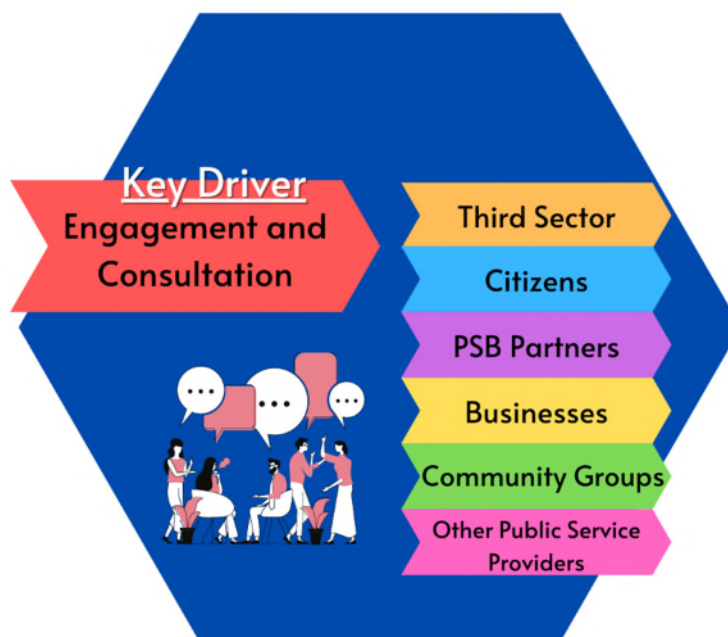 Key Driver
Engagement and
Consultation
Third Sector
Citizens
PSB Partners
Businesses
Community Groups
Other Public Service
Providers